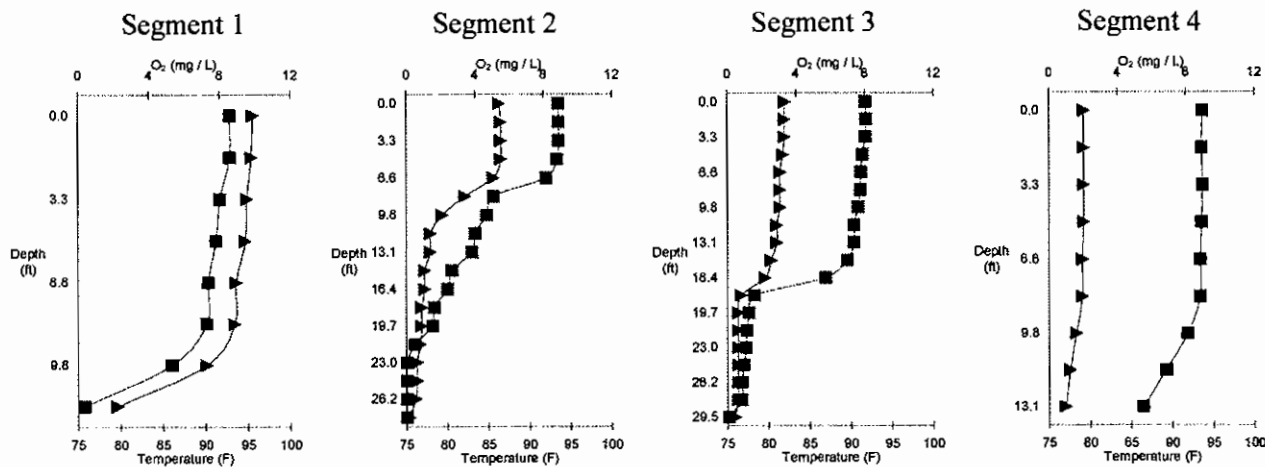 Segment 1
O₂ (mg / L)
0 4 8 12
0.0
3.3
6.6
9.8
Depth
(ft)
75 80 85 90 95 100
Temperature (F)
Segment 2
O₂ (mg / L)
0 4 8 12
0.0
3.3
6.6
9.8
13.1
16.4
19.7
23.0
26.2
Depth
(ft)
75 80 85 90 95 100
Temperature (F)
Segment 3
O₂ (mg / L)
0 4 8 12
0.0
3.3
6.6
9.8
13.1
16.4
19.7
23.0
26.2
29.5
Depth
(ft)
75 80 85 90 95 100
Temperature (F)
Segment 4
O₂ (mg / L)
0 4 8 12
0.0
3.3
6.6
9.8
13.1
Depth
(ft)
75 80 85 90 95 100
Temperature (F)